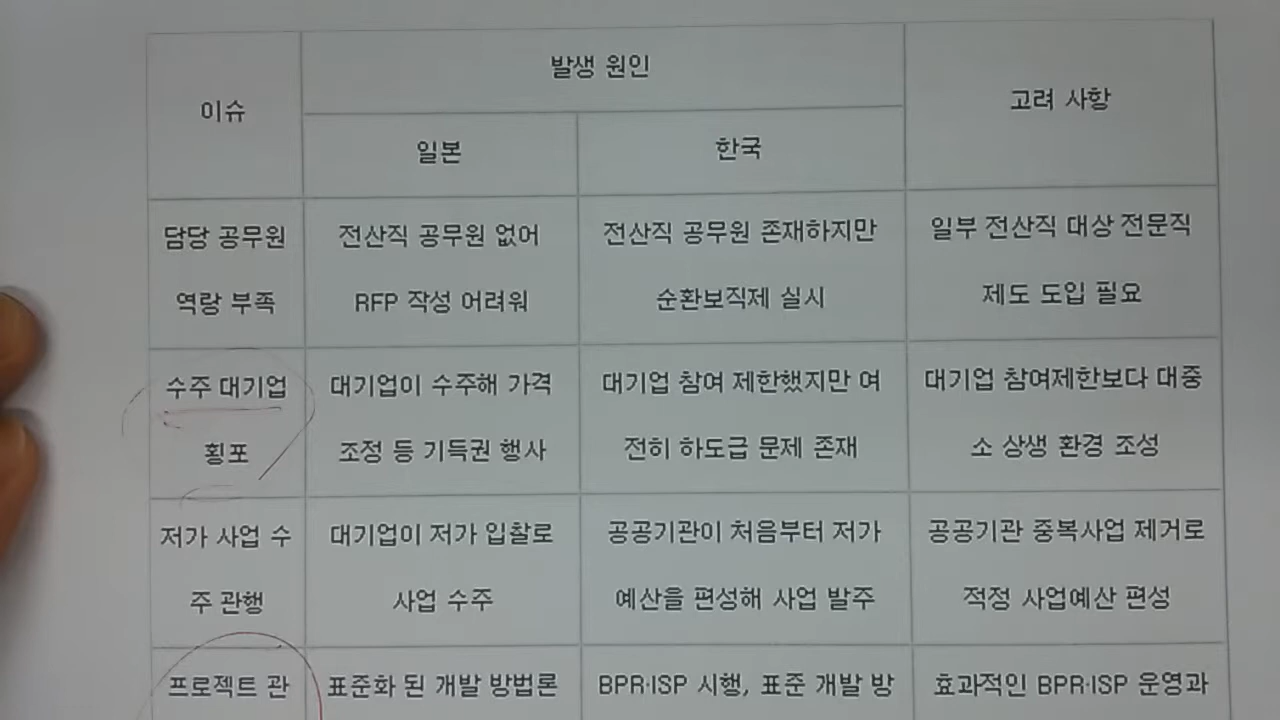 이슈
발생 원인
고려 사항
일본
한국
담당 공무원
역량 부족
전산직 공무원 없어
RFP 작성 어려워
전산직 공무원 존재하지만
순환보직제 실시
일부 전산직 대상 전문직
제도 도입 필요
수주 대기업
횡포
대기업이 수주해 가격
조정 등 기득권 행사
대기업 참여 제한했지만 여
전히 하도급 문제 존재
대기업 참여제한보다 대중
소 상생 환경 조성
저가 사업 수
주 관행
대기업이 저가 입찰로
사업 수주
공공기관이 처음부터 저가
예산을 편성해 사업 발주
공공기관 중복사업 제거로
적정 사업예산 편성
프로젝트 관
표준화 된 개발 방법론
BPR·ISP 시행, 표준 개발 방
효과적인 BPR·ISP 운영과